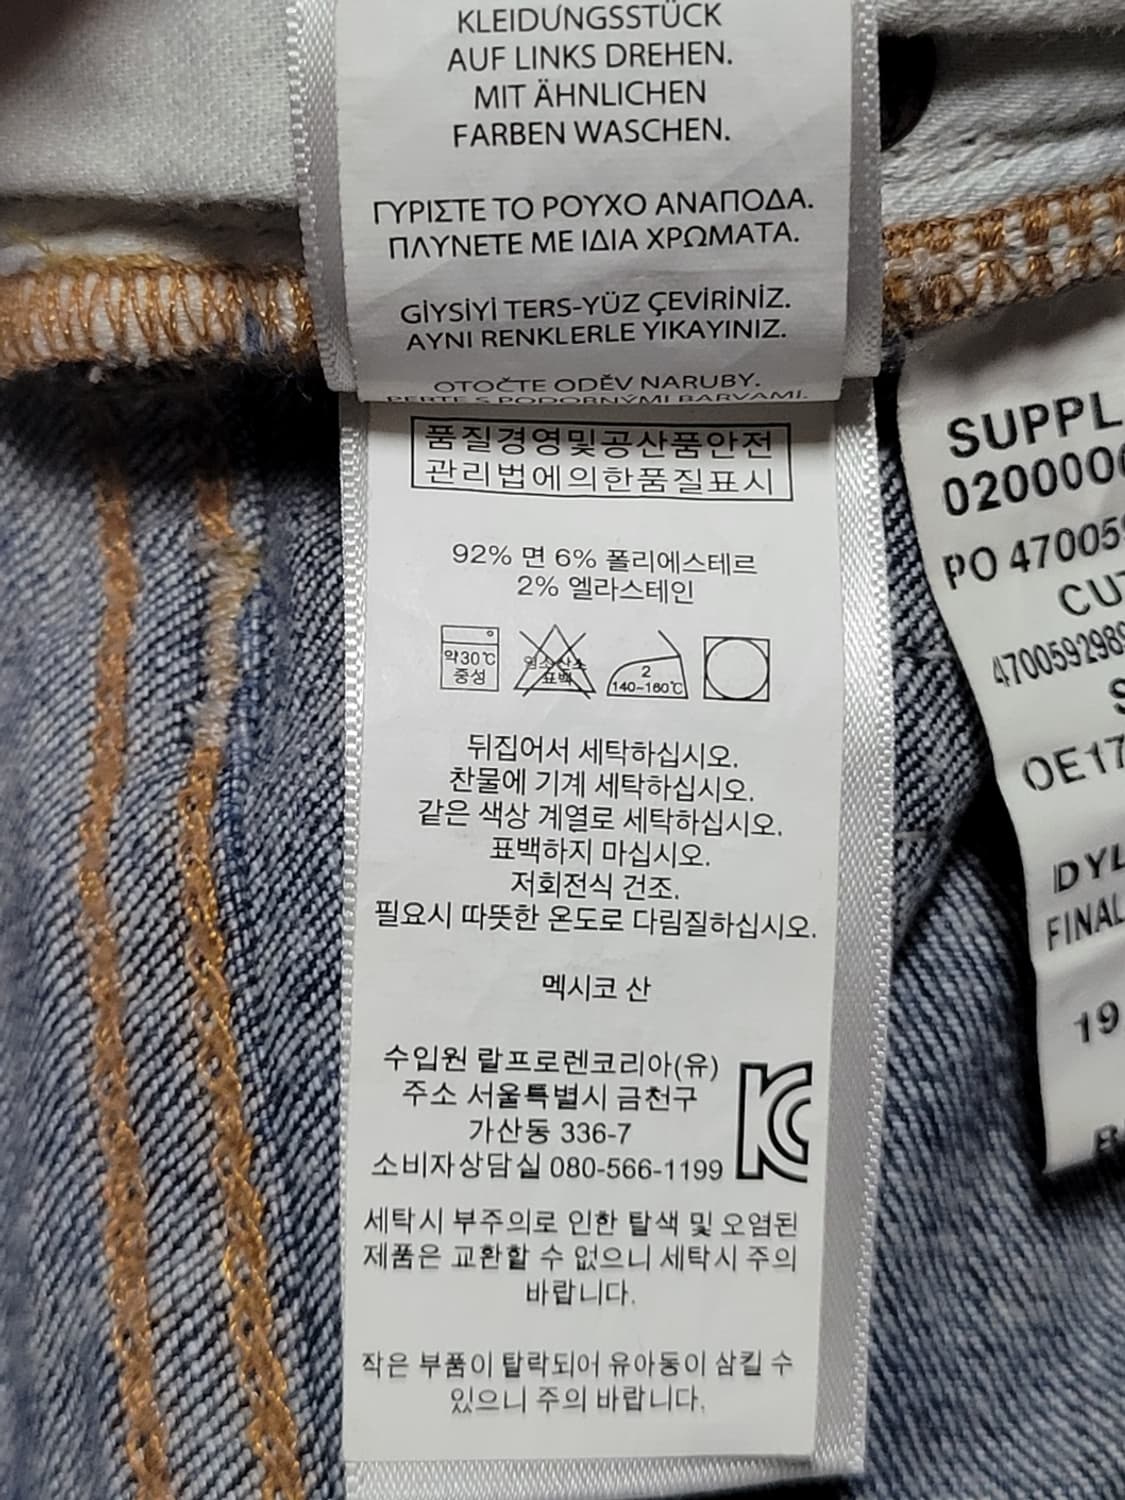 KLEIDUNGSSTÜCK
AUF LINKS DREHEN.
MIT ÄHNLICHEN
FARBEN WASCHEN.
ΓΥΡΙΣΤΕ ΤΟ ΡΟΥΧΟ ΑΝΑΠΟΔΑ.
ΠΛΥΝΕΤΕ ΜΕ ΙΔΙΑ ΧΡΩΜΑΤΑ.
GİYSİYİ TERS-YÜZ ÇEVİRİNİZ.
AYNI RENKLERLE YIKAYINIZ.
OTOČTE ODĚV NARUBY.
PERTE S PODOBNÝMI BARVAMI.
품질경영및공산품안전
관리법에의한품질표시
92% 면 6% 폴리에스테르
2% 엘라스테인
약30℃
중성
염소산소
표백
2
140~160℃
뒤집어서 세탁하십시오.
찬물에 기계 세탁하십시오.
같은 색상 계열로 세탁하십시오.
표백하지 마십시오.
저회전식 건조.
필요시 따뜻한 온도로 다림질하십시오.
멕시코 산
수입원 랄프로렌코리아(유)
주소 서울특별시 금천구
가산동 336-7
소비자상담실 080-566-1199
세탁시 부주의로 인한 탈색 및 오염된
제품은 교환할 수 없으니 세탁시 주의
바랍니다.
작은 부품이 탈락되어 유아동이 삼킬 수
있으니 주의 바랍니다.
SUPPL
020000
PO 47005
CU
470059298
S
OE17
DYL
FINAL
19